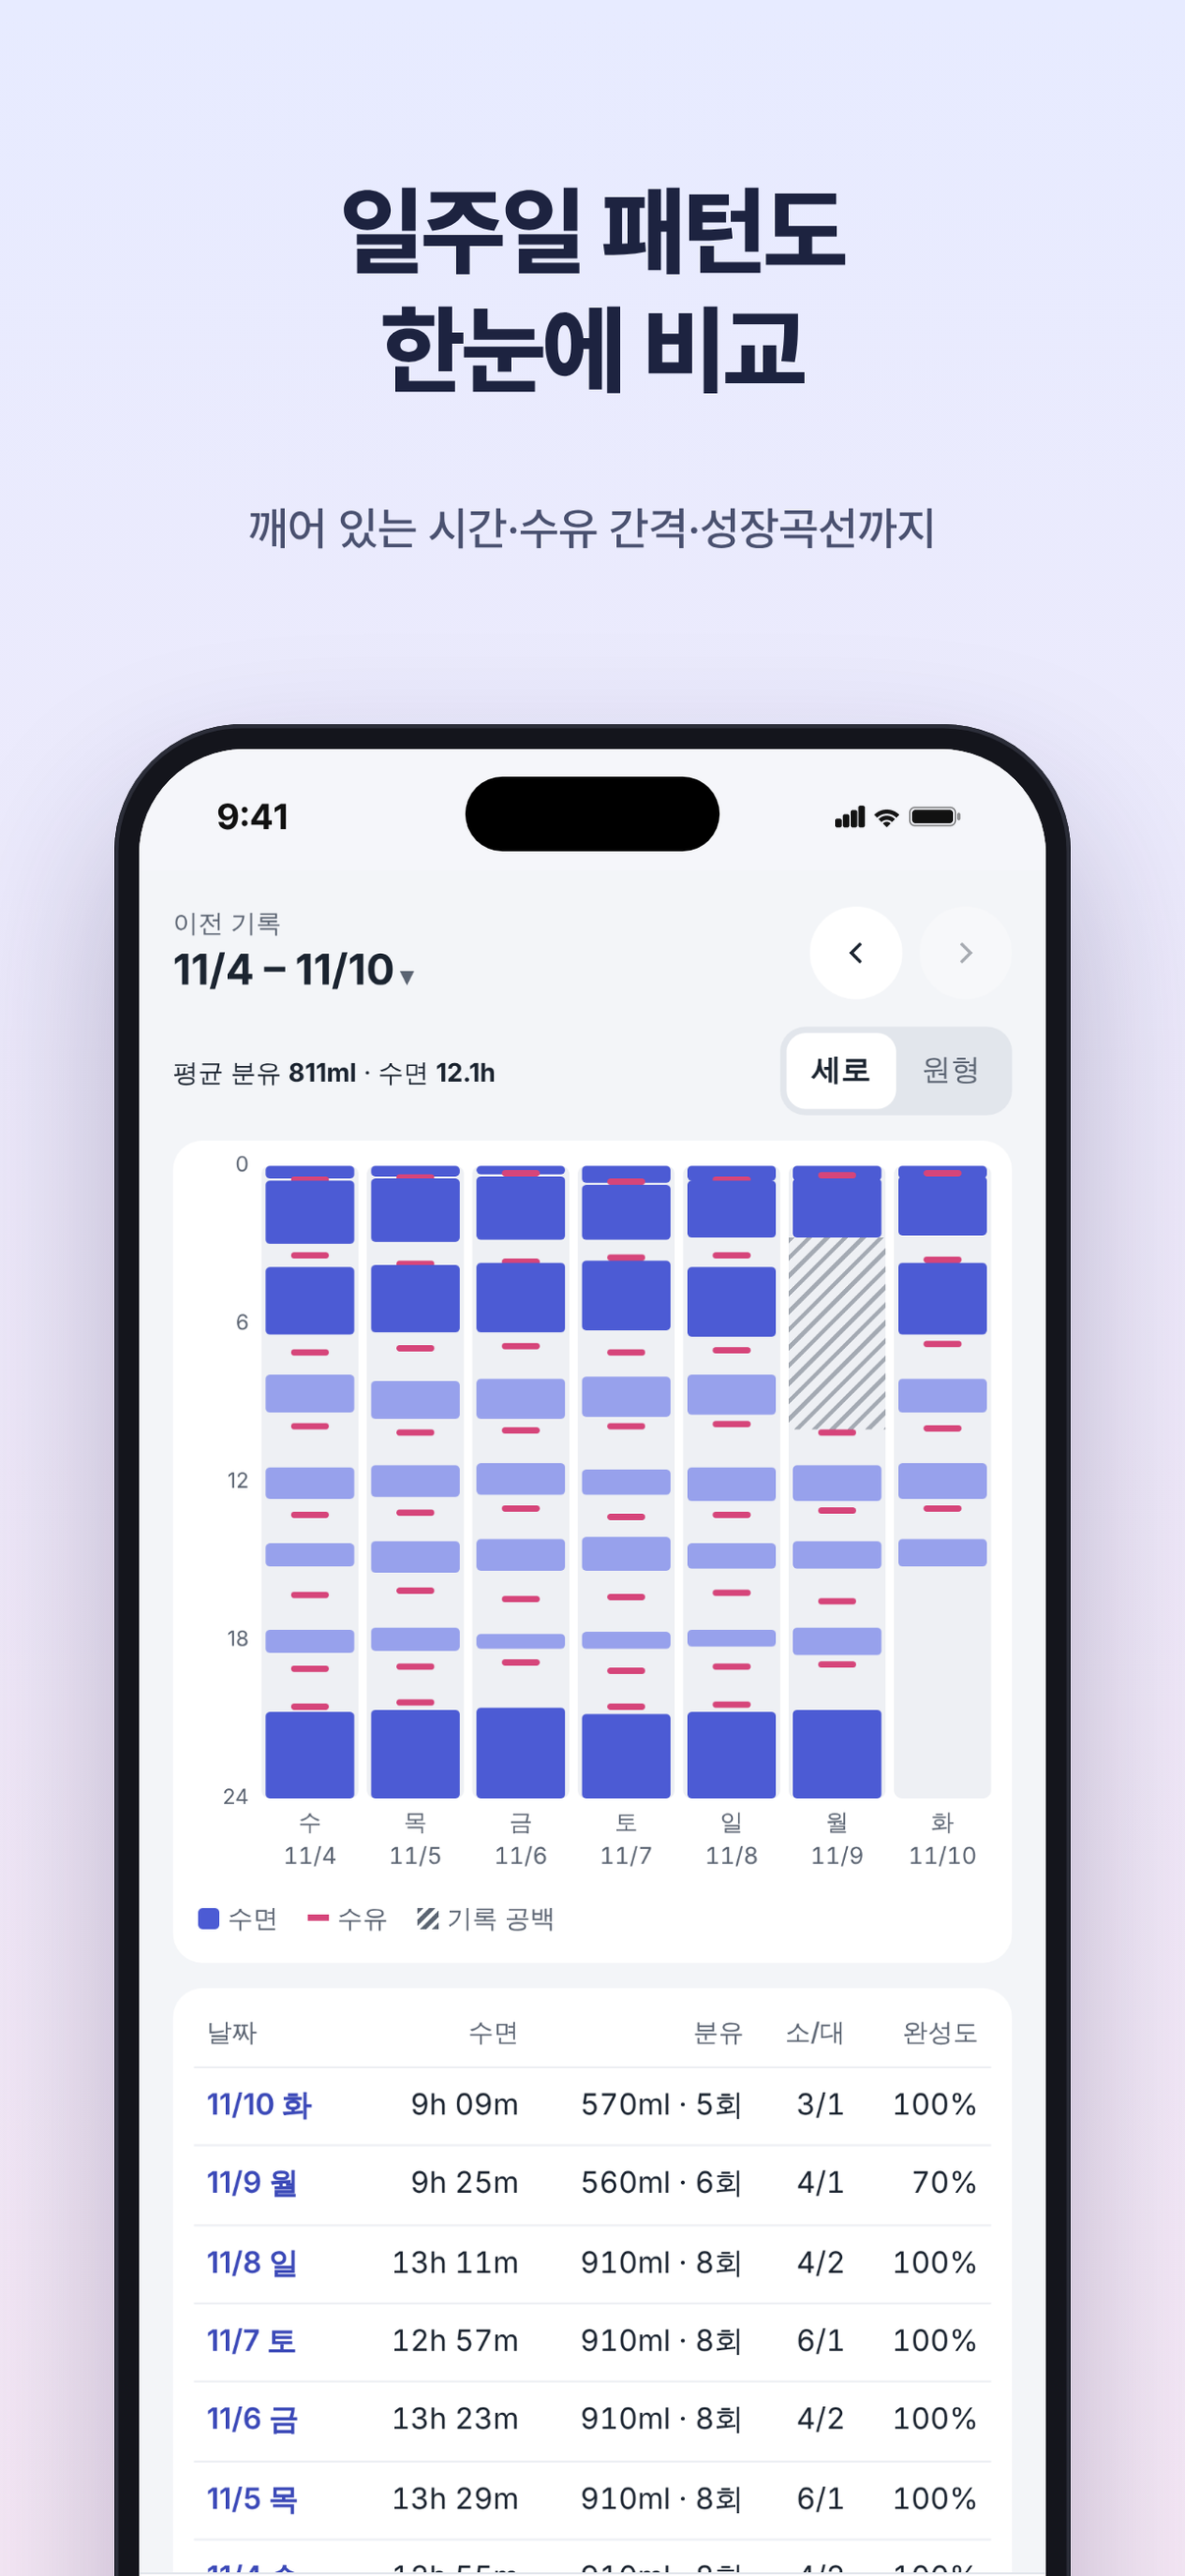 일주일 패턴도
한눈에 비교
깨어 있는 시간·수유 간격·성장곡선까지
9:41
이전 기록
11/4 – 11/10 ▾
평균 분유 811ml · 수면 12.1h
세로 원형
0
6
12
18
24
수 목 금 토 일 월 화
11/4 11/5 11/6 11/7 11/8 11/9 11/10
수면 수유 기록 공백
날짜 수면 분유 소/대 완성도
11/10 화 9h 09m 570ml · 5회 3/1 100%
11/9 월 9h 25m 560ml · 6회 4/1 70%
11/8 일 13h 11m 910ml · 8회 4/2 100%
11/7 토 12h 57m 910ml · 8회 6/1 100%
11/6 금 13h 23m 910ml · 8회 4/2 100%
11/5 목 13h 29m 910ml · 8회 6/1 100%